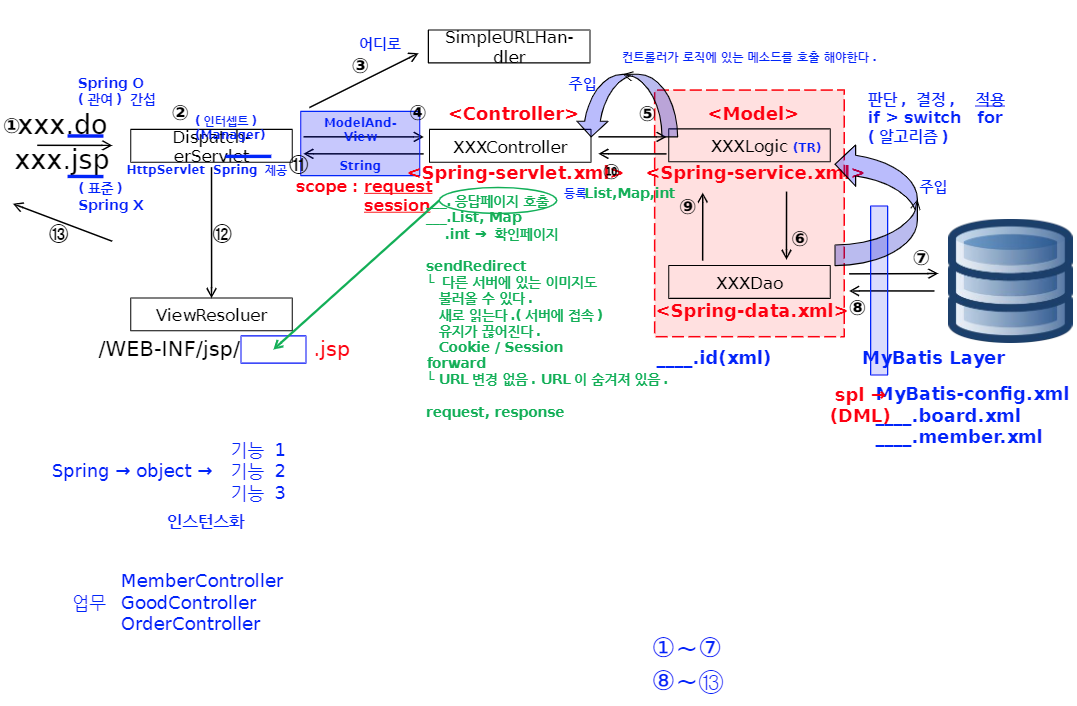 SimpleURLHan-
dler
어디로
③
컨트롤러가 로직에 있는 메소드를 호출 해야한다 .
Spring O
( 관여 ) 간섭
①xxx.do
xxx.jsp
( 표준 )
Spring X
⑬
②
( 인터셉트 )
(Manager)
Dispatch-
erServlet
HttpServlet Spring 제공
⑪
⑫
ModelAnd-
View
String
④
주입
<Controller>
XXXController
<Spring-servlet.xml>
⑤
⑩
<Model>
XXXLogic (TR)
<Spring-service.xml>
판단 , 결정 , 적용
if > switch for
( 알고리즘 )
주입
scope : request
session
등록List,Map,int
___. 응답페이지 호출
___.List, Map
.int → 확인페이지
sendRedirect
└ 다른 서버에 있는 이미지도
불러올 수 있다 .
새로 읽는다 .( 서버에 접속 )
유지가 끊어진다 .
Cookie / Session
forward
└ URL 변경 없음 . URL 이 숨겨져 있음 .
request, response
⑨
⑥
XXXDao
<Spring-data.xml>
____.id(xml)
⑦
⑧
MyBatis Layer
spl →
(DML)
MyBatis-config.xml
____.board.xml
____.member.xml
ViewResoluer
/WEB-INF/jsp/ .jsp
기능 1
Spring → object → 기능 2
기능 3
인스턴스화
MemberController
업무 GoodController
OrderController
①~⑦
⑧~⑬